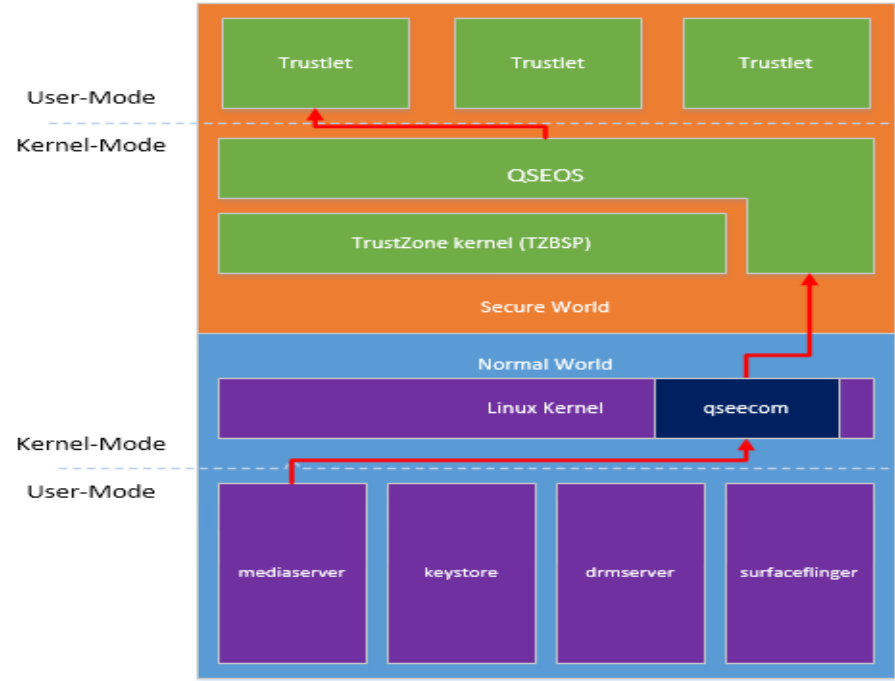 Trustlet
Trustlet
Trustlet
User-Mode
Kernel-Mode
QSEOS
TrustZone kernel (TZBSP)
Secure World
Normal World
Linux Kernel
qseecom
Kernel-Mode
User-Mode
mediaserver
keystore
drmserver
surfaceflinger